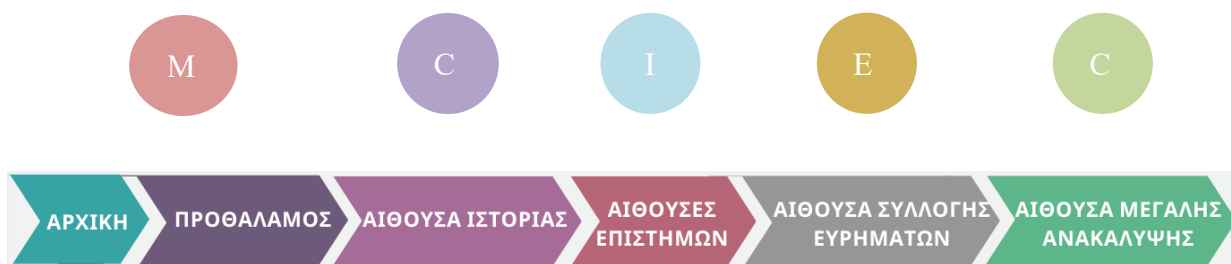 M
C
I
E
C
ΑΡΧΙΚΗ
ΠΡΟΘΑΛΑΜΟΣ
ΑΙΘΟΥΣΑ ΙΣΤΟΡΙΑΣ
ΑΙΘΟΥΣΕΣ
ΕΠΙΣΤΗΜΩΝ
ΑΙΘΟΥΣΑ ΣΥΛΛΟΓΗΣ
ΕΥΡΗΜΑΤΩΝ
ΑΙΘΟΥΣΑ ΜΕΓΑΛΗΣ
ΑΝΑΚΑΛΥΨΗΣ